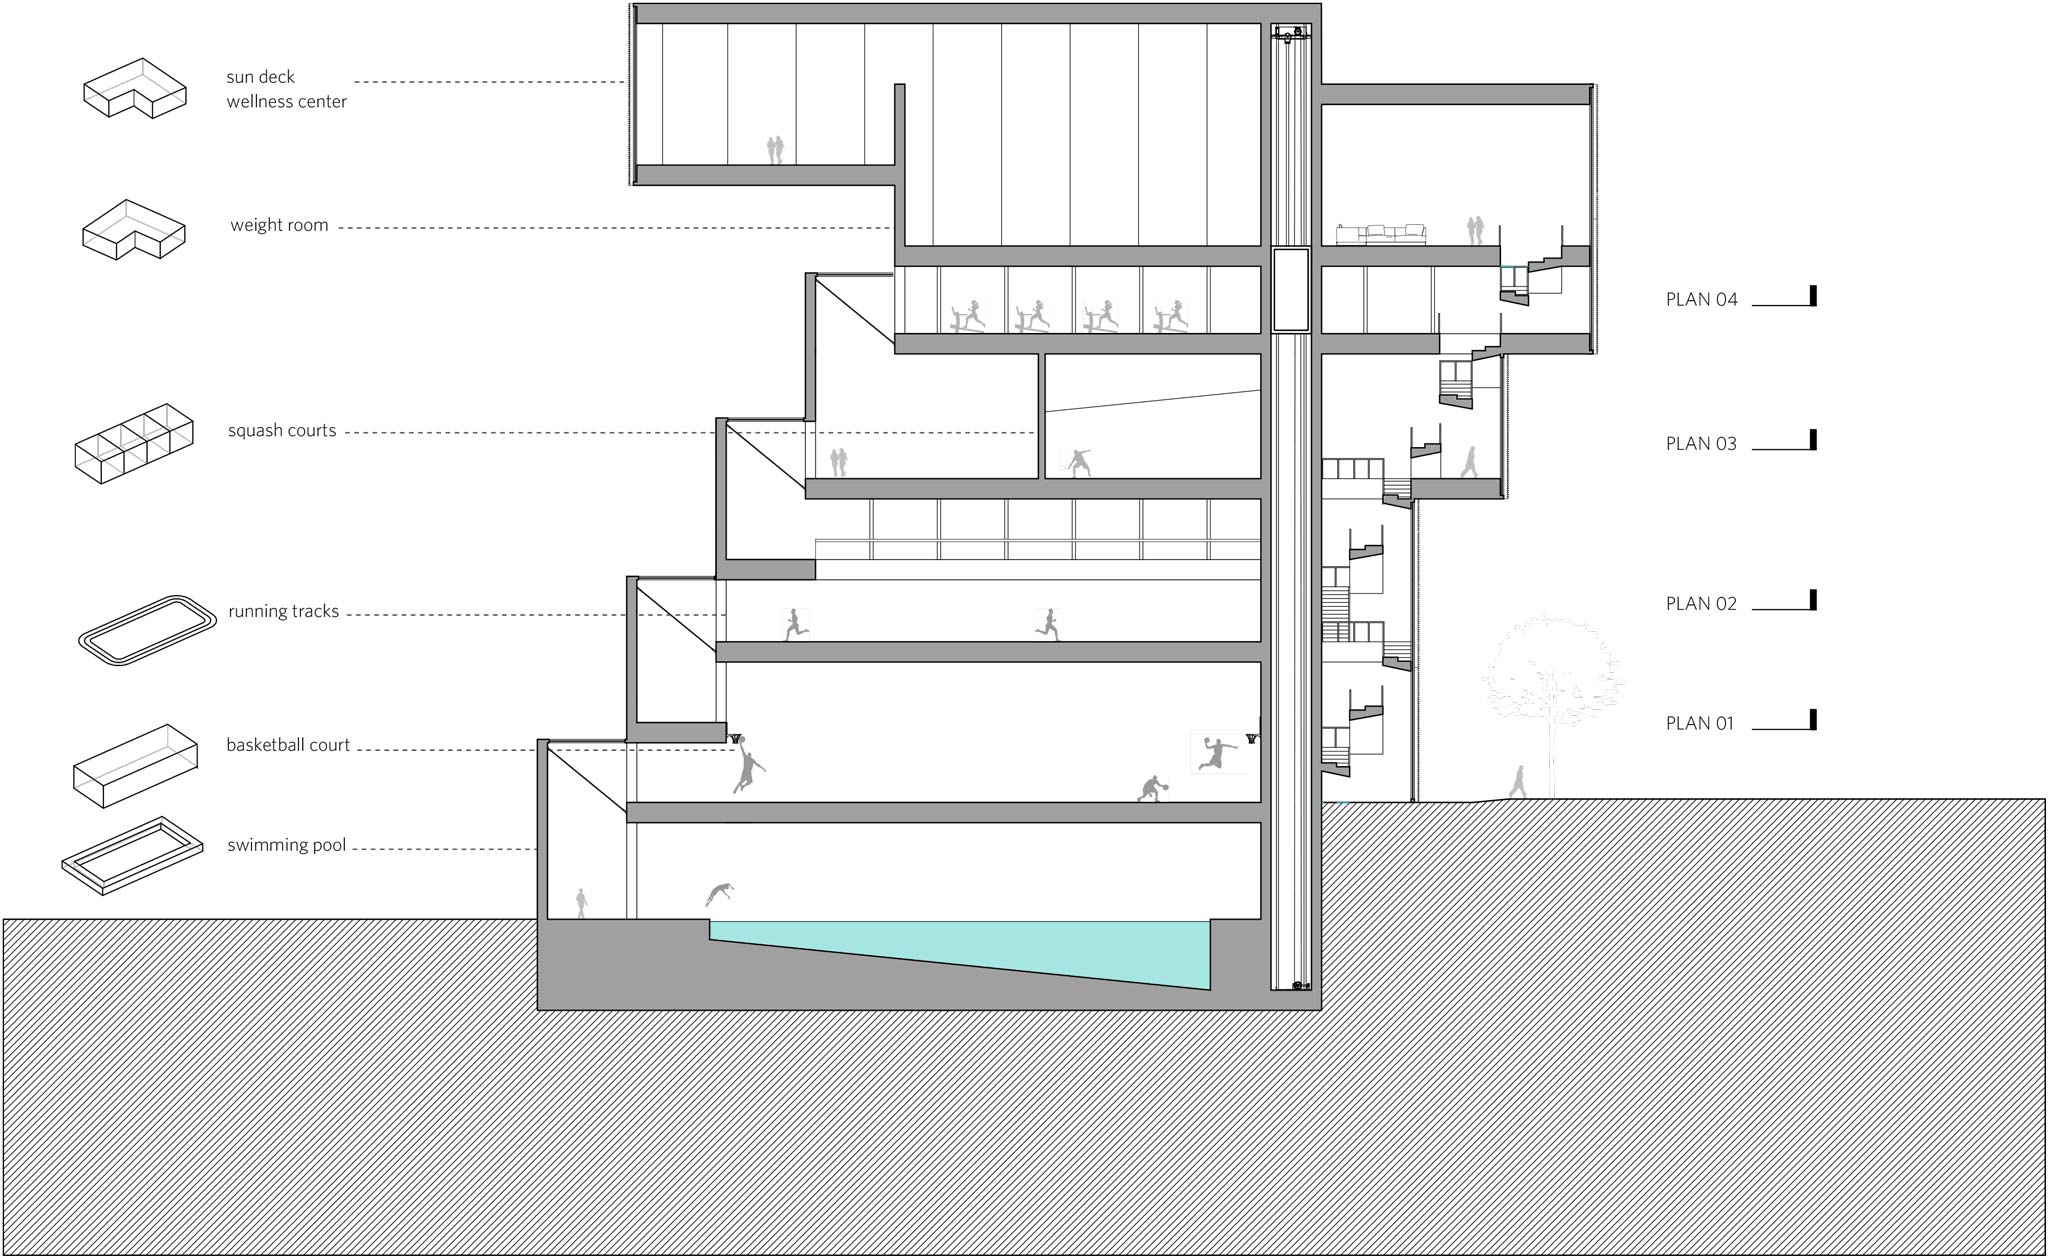 sun deck
wellness center
weight room
PLAN 04
squash courts
PLAN 03
running tracks
PLAN 02
basketball court
PLAN 01
swimming pool